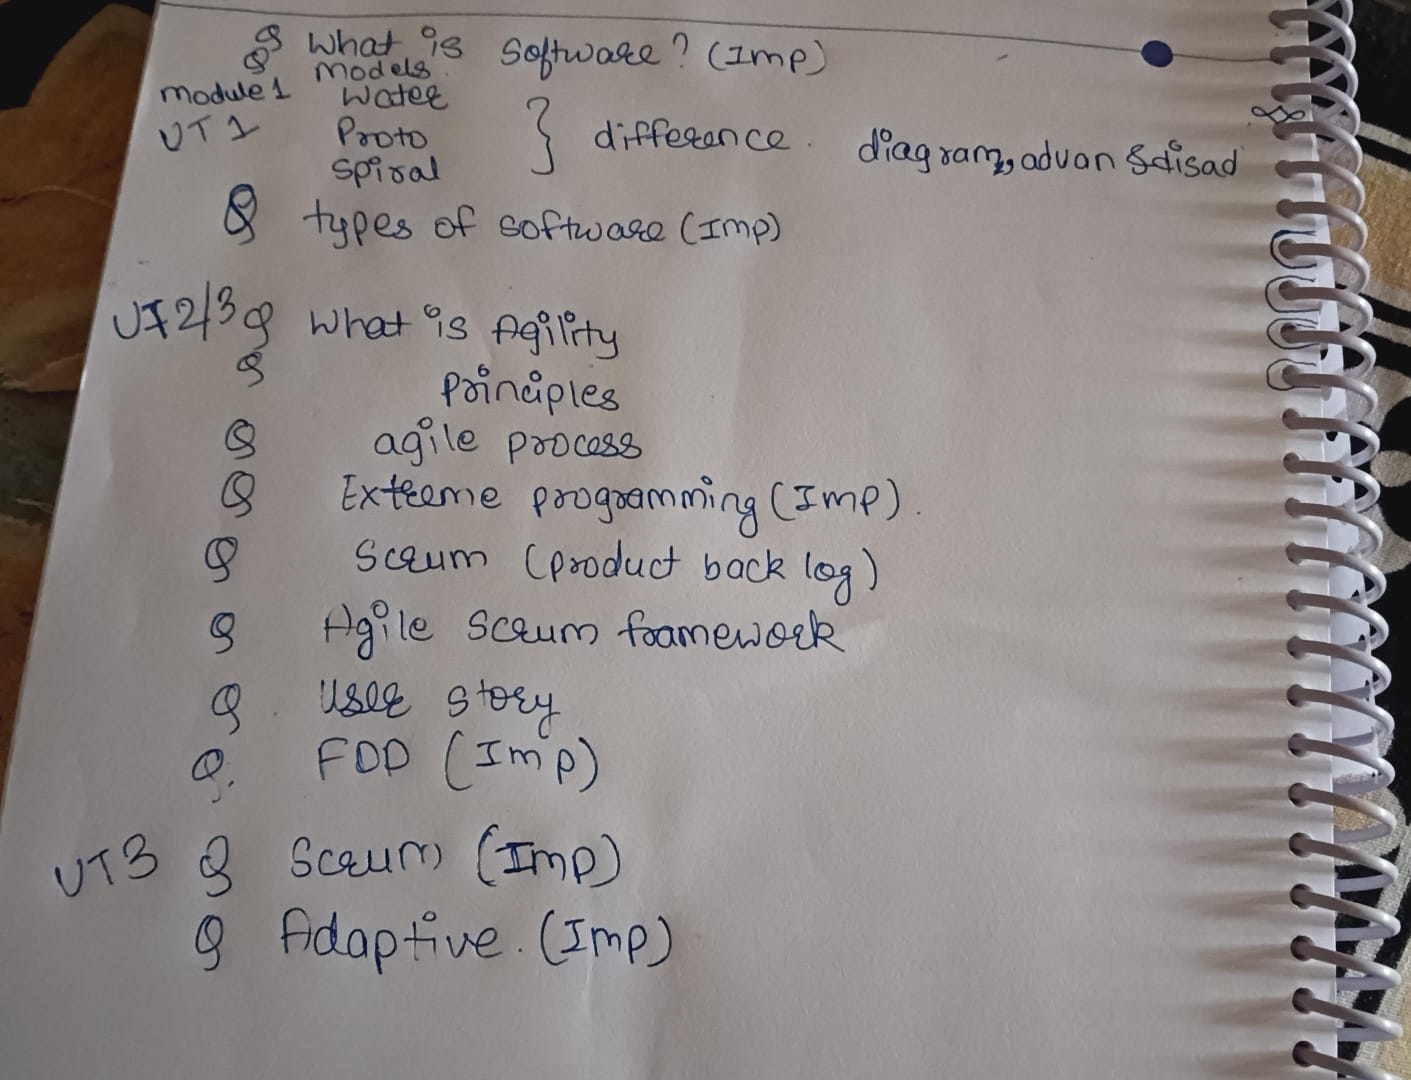 Q What is software? (Imp)
Q Models.
Module 1 Water
UT 1 Proto } difference. diagram, advan & disad
Spiral
Q types of software (Imp)
UT 2/3 Q What is Agility
Q Principles
Q agile process
Q Extreme programming (Imp).
Q Scrum (product back log)
Q Agile Scrum framework
Q. User story
Q. FDD (Imp)
UT3 Q Scrum (Imp)
Q Adaptive. (Imp)